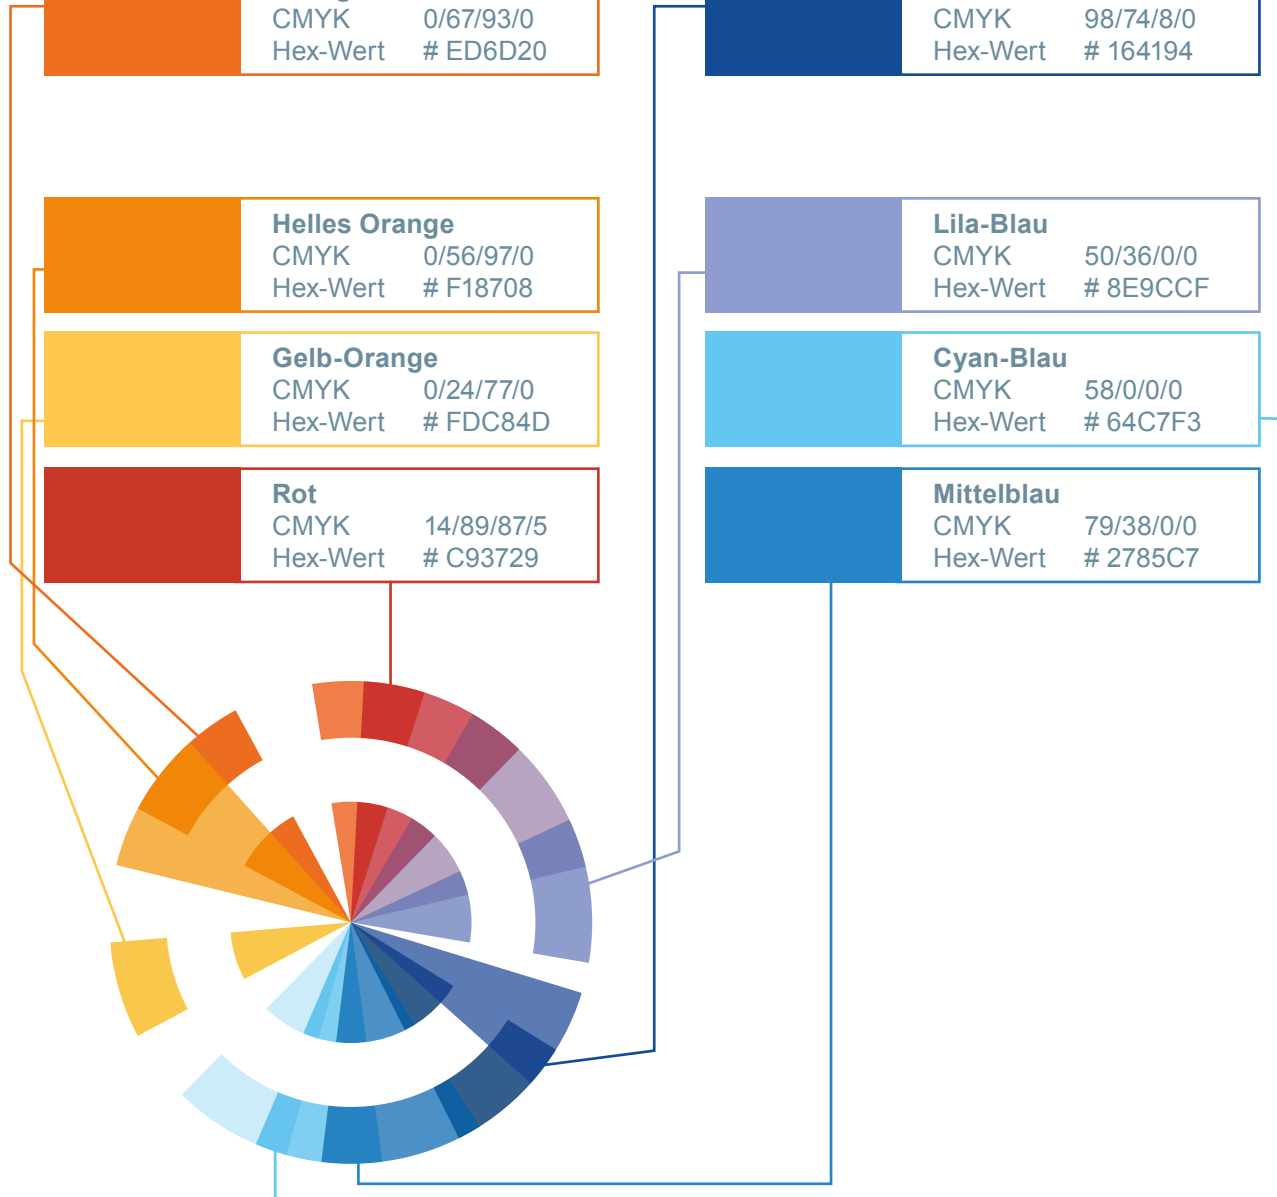 CMYK 0/67/93/0
Hex-Wert # ED6D20
CMYK 98/74/8/0
Hex-Wert # 164194
Helles Orange
CMYK 0/56/97/0
Hex-Wert # F18708
Gelb-Orange
CMYK 0/24/77/0
Hex-Wert # FDC84D
Rot
CMYK 14/89/87/5
Hex-Wert # C93729
Lila-Blau
CMYK 50/36/0/0
Hex-Wert # 8E9CCF
Cyan-Blau
CMYK 58/0/0/0
Hex-Wert # 64C7F3
Mittelblau
CMYK 79/38/0/0
Hex-Wert # 2785C7